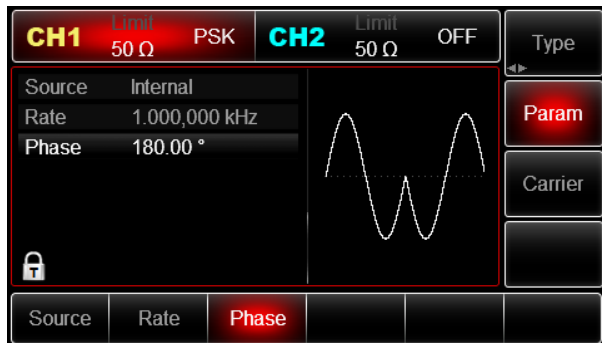 CH1 Limit 50 Ω PSK CH2 Limit 50 Ω OFF Type
Source Internal
Rate 1.000,000 kHz
Phase 180.00 °
Param
Carrier
T
Source Rate Phase